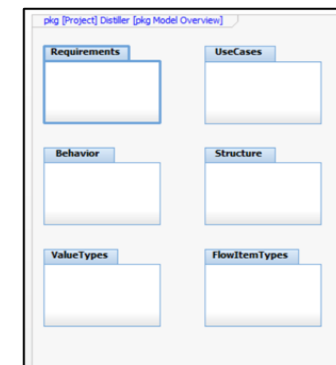 pkg [Project] Distiller [pkg Model Overview]
Requirements
UseCases
Behavior
Structure
ValueTypes
FlowItemTypes